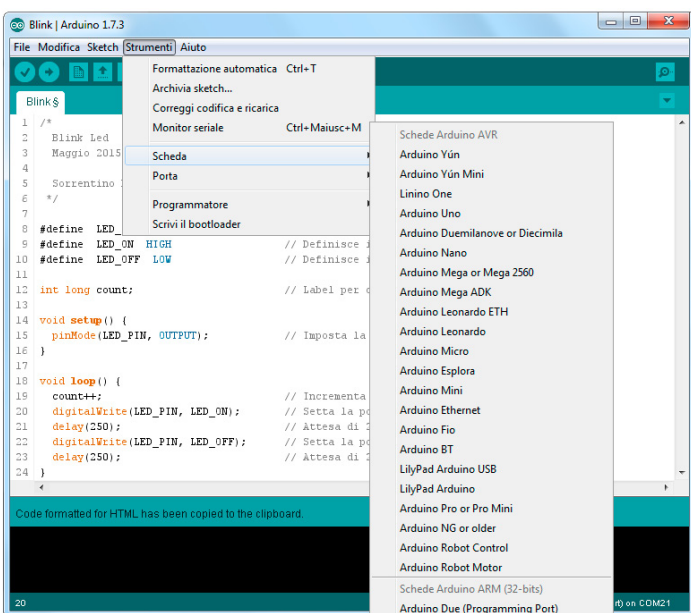 Blink | Arduino 1.7.3
File Modifica Sketch Strumenti Aiuto
Formattazione automatica Ctrl+T
Archivia sketch...
Correggi codifica e ricarica
Monitor seriale Ctrl+Maiusc+M
Scheda
Porta
Programmatore
Scrivi il bootloader
Schede Arduino AVR
Arduino Yún
Arduino Yún Mini
Linino One
Arduino Uno
Arduino Duemilanove or Diecimila
Arduino Nano
Arduino Mega or Mega 2560
Arduino Mega ADK
Arduino Leonardo ETH
Arduino Leonardo
Arduino Micro
Arduino Esplora
Arduino Mini
Arduino Ethernet
Arduino Fio
Arduino BT
LilyPad Arduino USB
LilyPad Arduino
Arduino Pro or Pro Mini
Arduino NG or older
Arduino Robot Control
Arduino Robot Motor
Schede Arduino ARM (32-bits)
Arduino Due (Programming Port)
Blink §
1 /*
2 Blink Led
3 Maggio 2015
4
5 Sorrentino
6 */
7
8 #define LED_
9 #define LED_ON HIGH // Definisce i
10 #define LED_OFF LOW // Definisce i
11
12 int long count; // Label per
13
14 void setup() {
15 pinMode(LED_PIN, OUTPUT); // Imposta la
16 }
17
18 void loop() {
19 count++; // Incrementa
20 digitalWrite(LED_PIN, LED_ON); // Setta la po
21 delay(250); // Attesa di 2
22 digitalWrite(LED_PIN, LED_OFF); // Setta la po
23 delay(250); // Attesa di 2
24 }
Code formatted for HTML has been copied to the clipboard.
20 on COM21